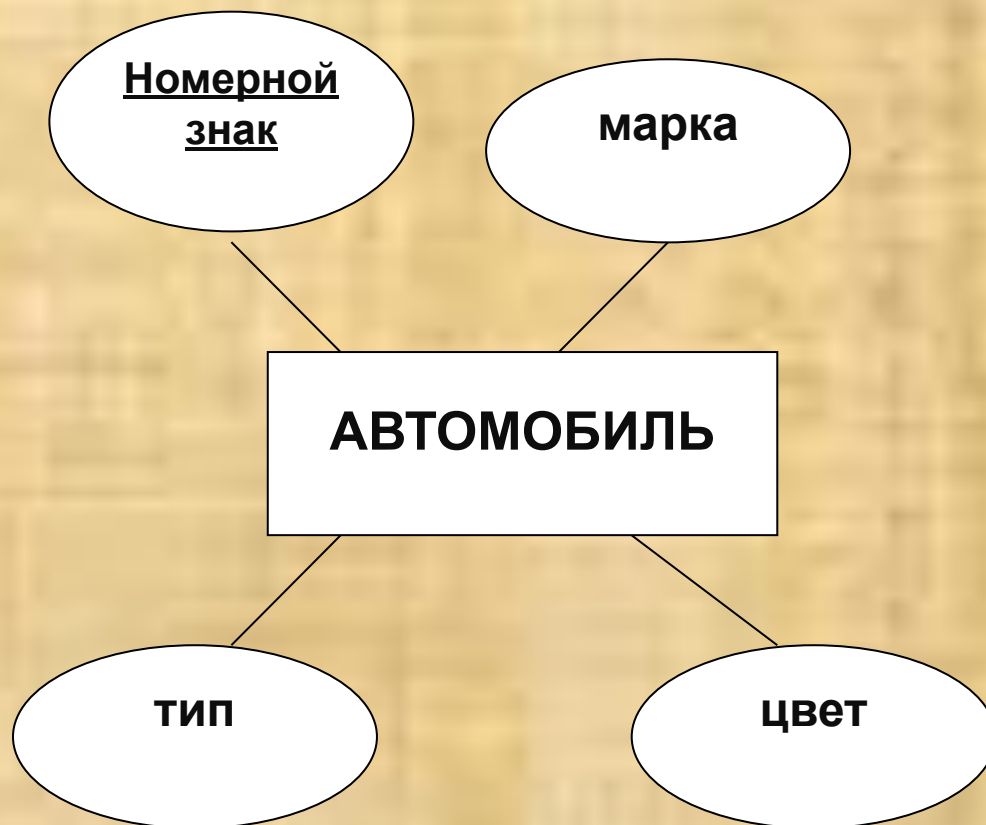 Номерной
знак
марка
АВТОМОБИЛЬ
тип
цвет